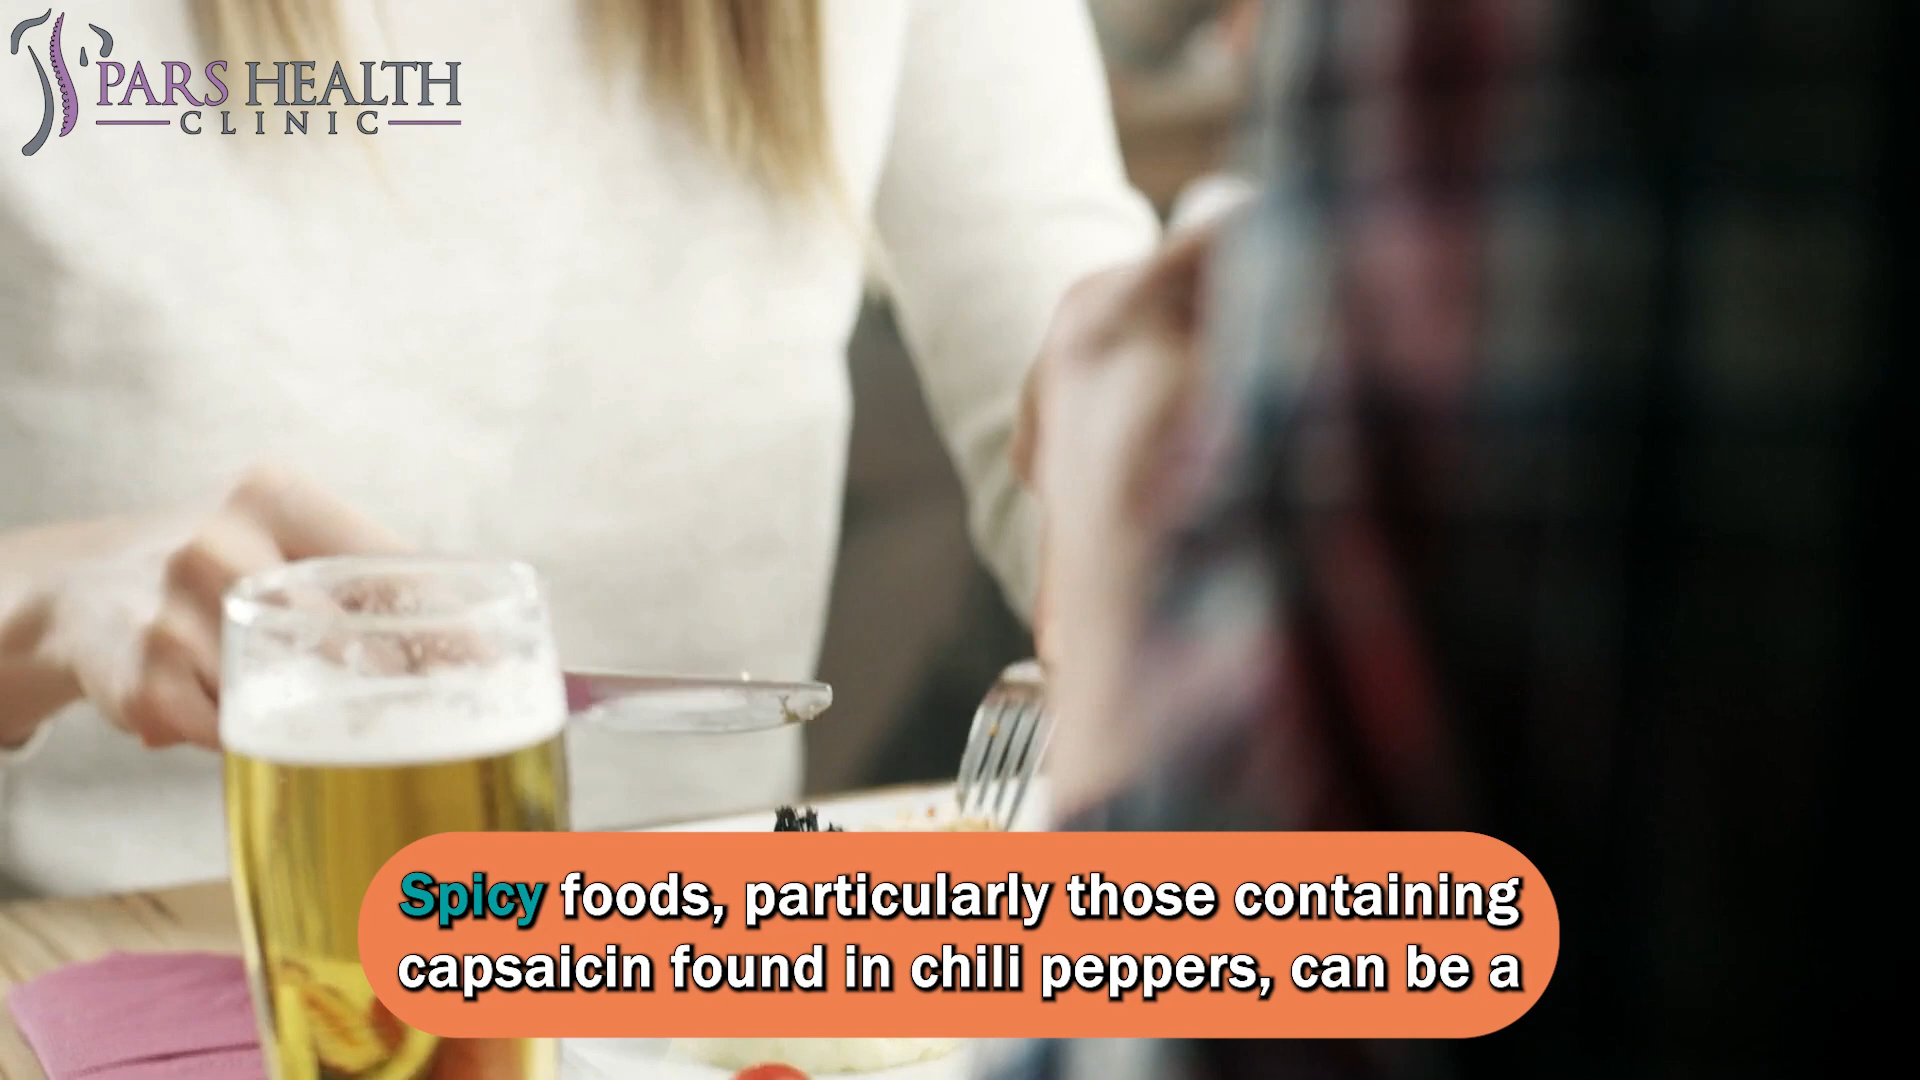 PARS HEALTH
CLINIC
Spicy foods, particularly those containing
capsaicin found in chili peppers, can be a